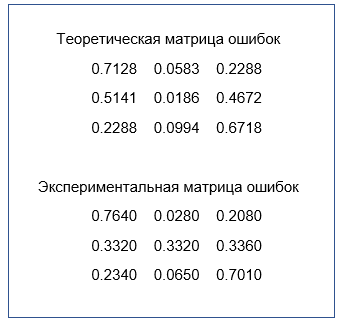 Теоретическая матрица ошибок
0.7128 0.0583 0.2288
0.5141 0.0186 0.4672
0.2288 0.0994 0.6718
Экспериментальная матрица ошибок
0.7640 0.0280 0.2080
0.3320 0.3320 0.3360
0.2340 0.0650 0.7010